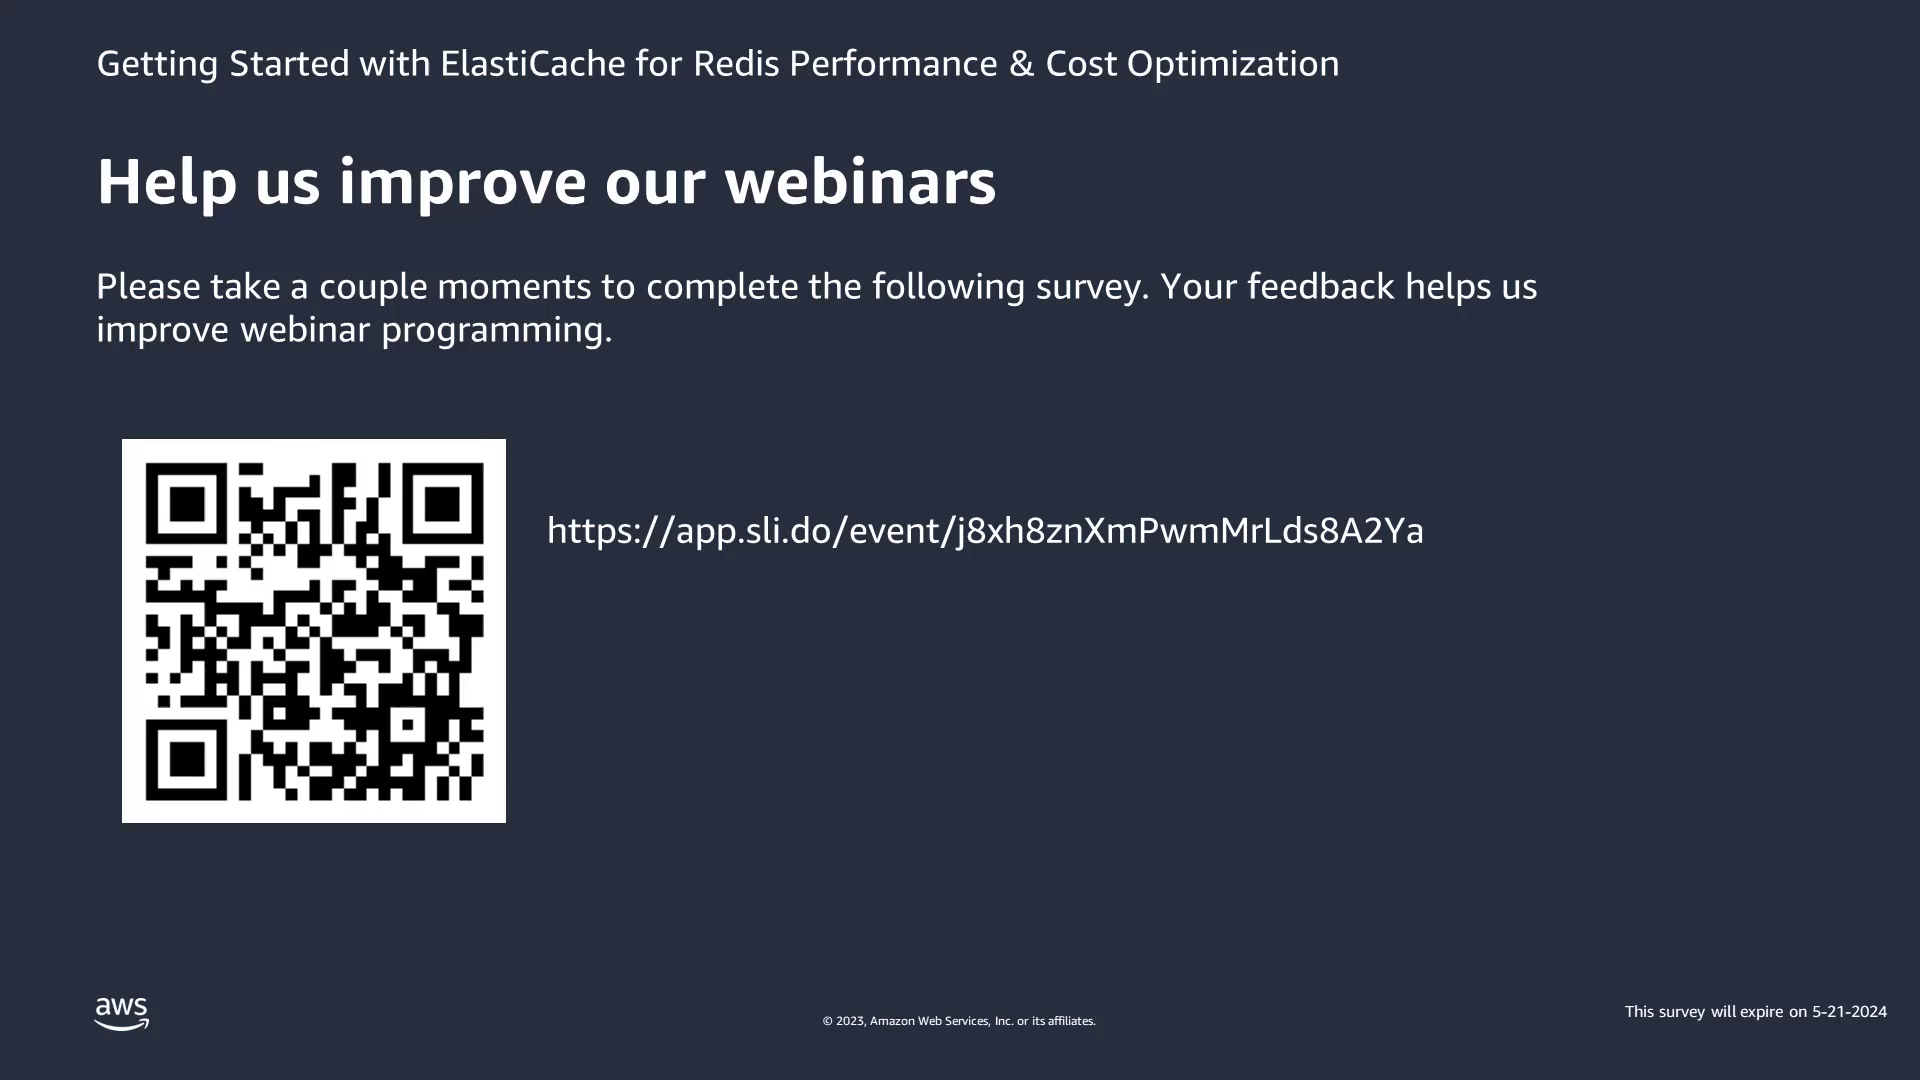 Getting Started with ElastiCache for Redis Performance & Cost Optimization
Help us improve our webinars
Please take a couple moments to complete the following survey. Your feedback helps us
improve webinar programming.
https://app.sli.do/event/j8xh8znXmPwmMrLds8A2Ya
aws
© 2023, Amazon Web Services, Inc. or its affiliates.
This survey will expire on 5-21-2024